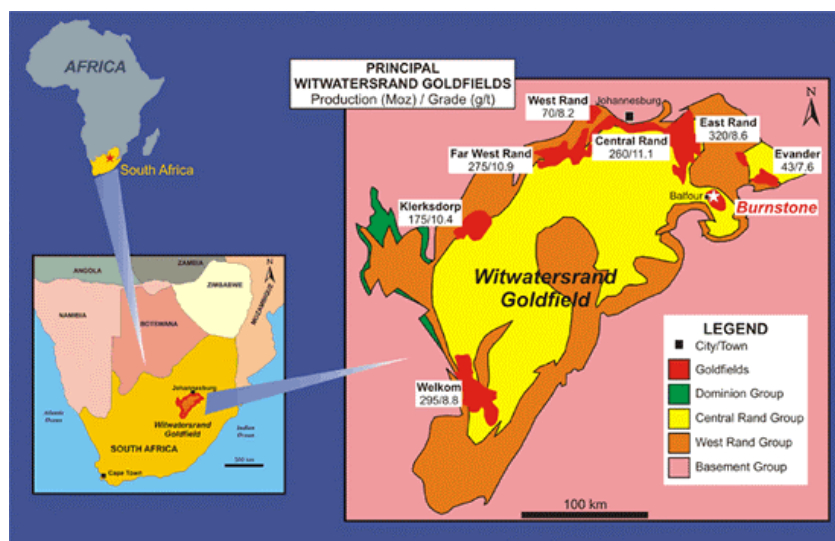 AFRICA
South Africa
PRINCIPAL
WITWATERSRAND GOLDFIELDS
Production (Moz) / Grade (g/t)
N
West Rand
70/8.2
Johannesburg
East Rand
320/8.6
Central Rand
260/11.1
Far West Rand
275/10.9
Evander
43/7.6
Balfour
Burnstone
Klerksdorp
175/10.4
Witwatersrand
Goldfield
Welkom
295/8.8
100 km
LEGEND
City/Town
Goldfields
Dominion Group
Central Rand Group
West Rand Group
Basement Group
ANGOLA
ZAMBIA
N
ZIMBABWE
MOZAMBIQUE
NAMIBIA
BOTSWANA
Johannesburg
Witwatersrand
Goldfield
Atlantic
Ocean
SOUTH AFRICA
Indian
Ocean
500 km
Cape Town